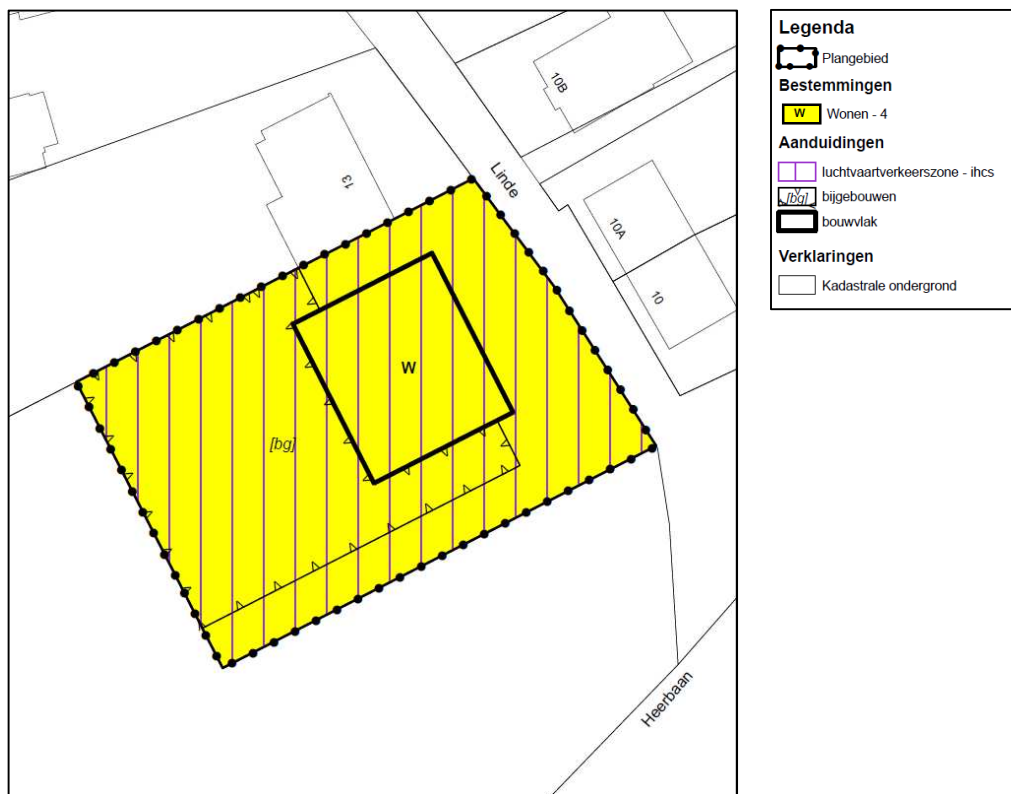 10B
13
Linde
10A
10
W
[bg]
Heerbaan
Legenda
Plangebied
Bestemmingen
W Wonen - 4
Aanduidingen
luchtvaartverkeerszone - ihcs
[bg] bijgebouwen
bouwvlak
Verklaringen
Kadastrale ondergrond